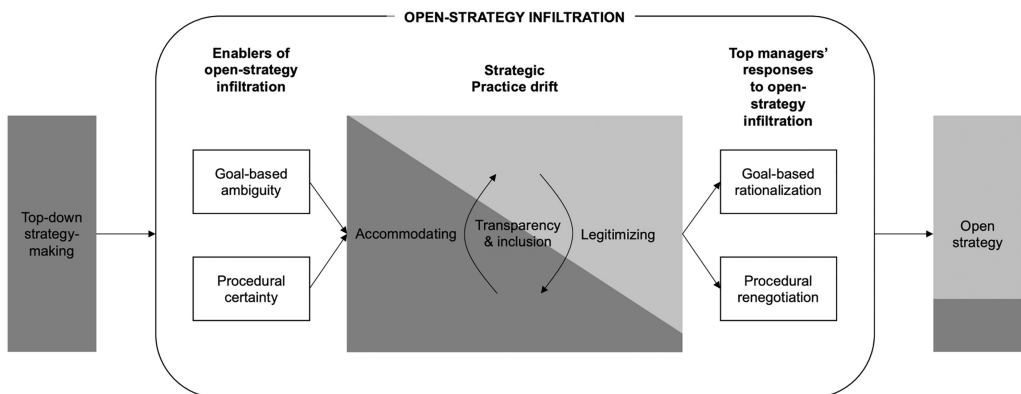 OPEN-STRATEGY INFILTRATION
Enablers of
open-strategy
infiltration
Strategic
Practice drift
Top managers'
responses
to open-
strategy
infiltration
Top-down
strategy-
making
Goal-based
ambiguity
Procedural
certainty
Accommodating
Transparency
& inclusion
Legitimizing
Goal-based
rationalization
Procedural
renegotiation
Open
strategy